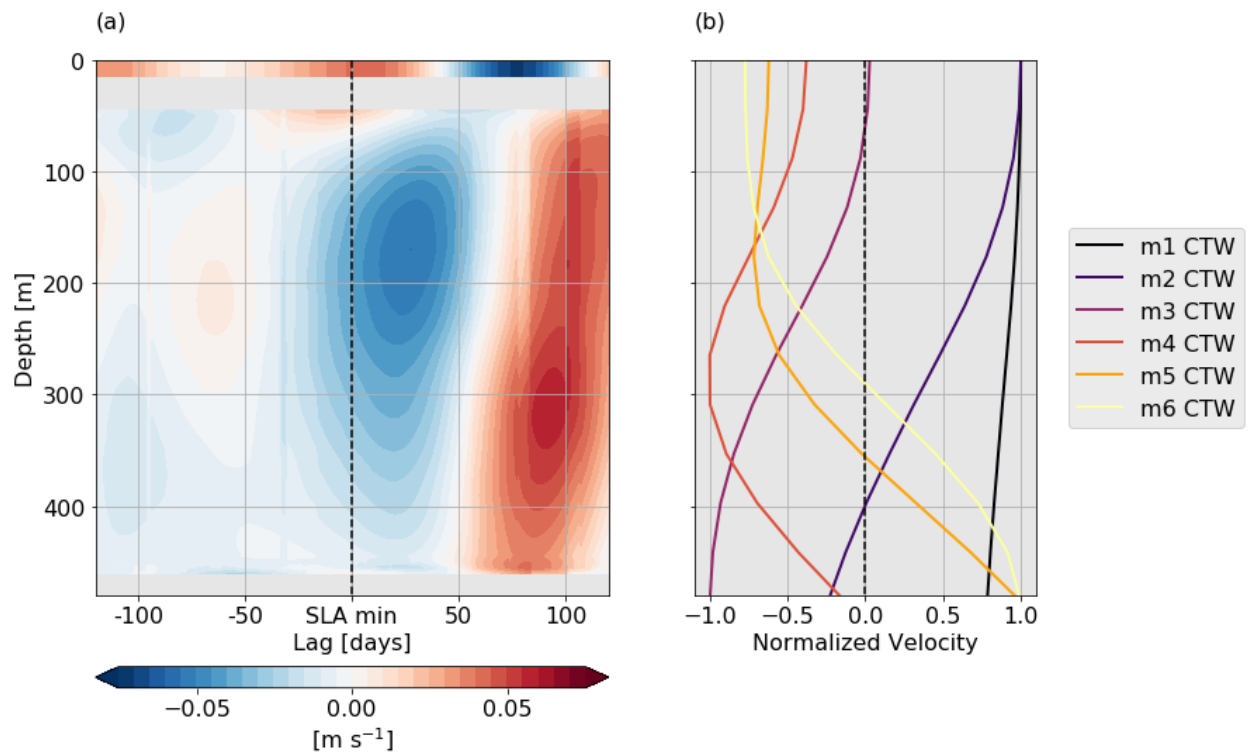 (a)
(b)
0
100
200
300
400
Depth [m]
-100
-50
SLA min
50
100
Lag [days]
−0.05
0.00
0.05
[m s⁻¹]
−1.0
−0.5
0.0
0.5
1.0
Normalized Velocity
m1 CTW
m2 CTW
m3 CTW
m4 CTW
m5 CTW
m6 CTW